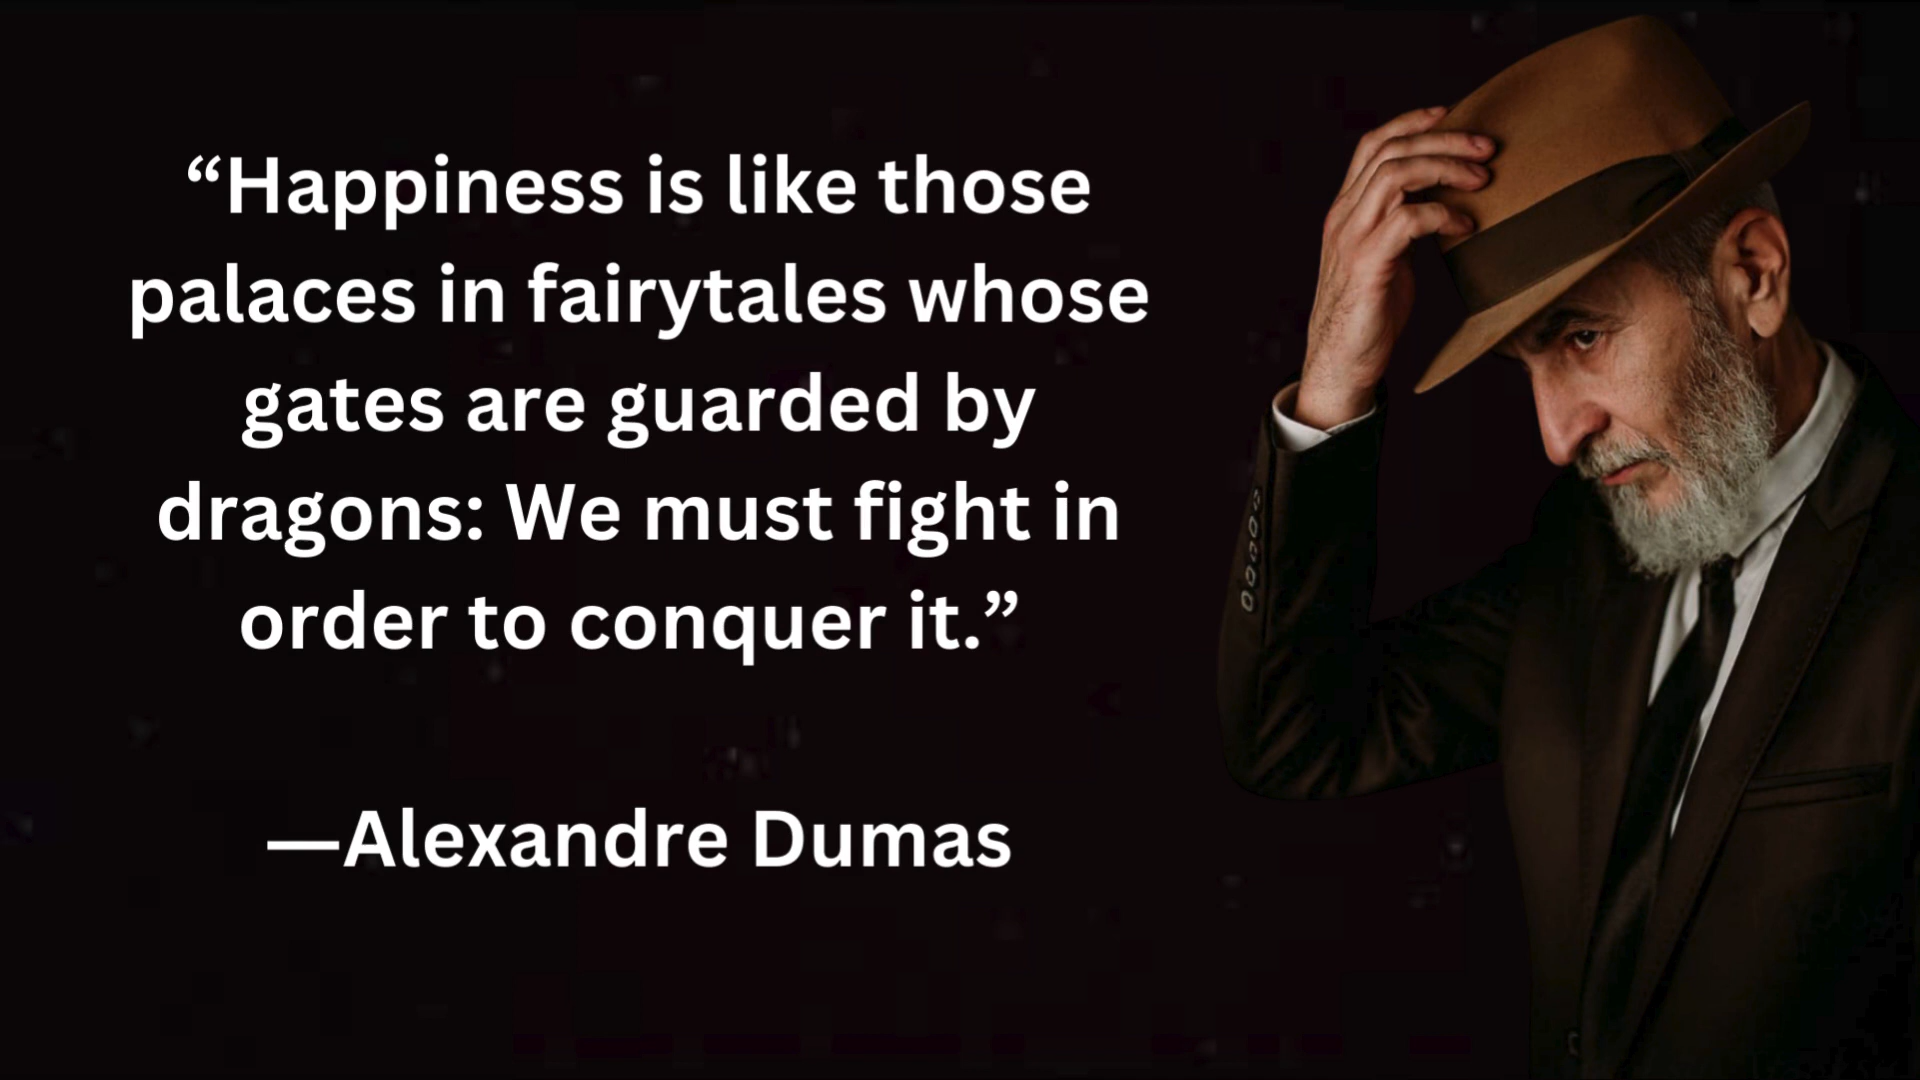 “Happiness is like those
palaces in fairytales whose
gates are guarded by
dragons: We must fight in
order to conquer it.”
—Alexandre Dumas